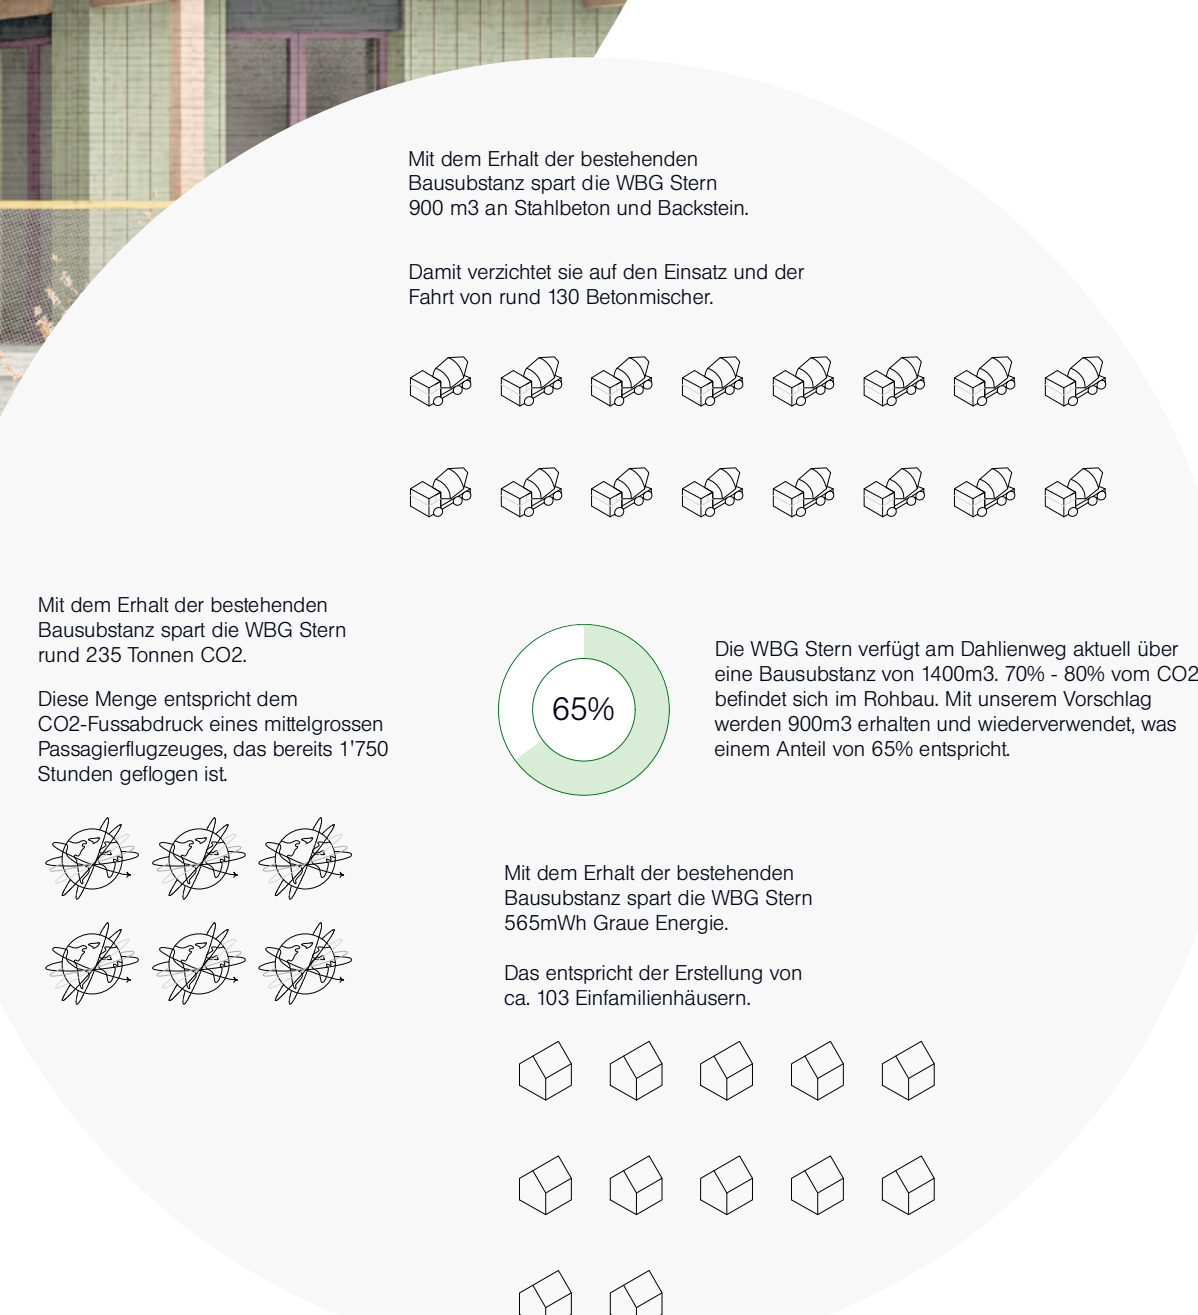 Mit dem Erhalt der bestehenden
Bausubstanz spart die WBG Stern
900 m3 an Stahlbeton und Backstein.
Damit verzichtet sie auf den Einsatz und der
Fahrt von rund 130 Betonmischer.
Mit dem Erhalt der bestehenden
Bausubstanz spart die WBG Stern
rund 235 Tonnen CO2.
Diese Menge entspricht dem
CO2-Fussabdruck eines mittelgrossen
Passagierflugzeuges, das bereits 1'750
Stunden geflogen ist.
65%
Die WBG Stern verfügt am Dahlienweg aktuell über
eine Bausubstanz von 1400m3. 70% - 80% vom CO2
befindet sich im Rohbau. Mit unserem Vorschlag
werden 900m3 erhalten und wiederverwendet, was
einem Anteil von 65% entspricht.
Mit dem Erhalt der bestehenden
Bausubstanz spart die WBG Stern
565mWh Graue Energie.
Das entspricht der Erstellung von
ca. 103 Einfamilienhäusern.